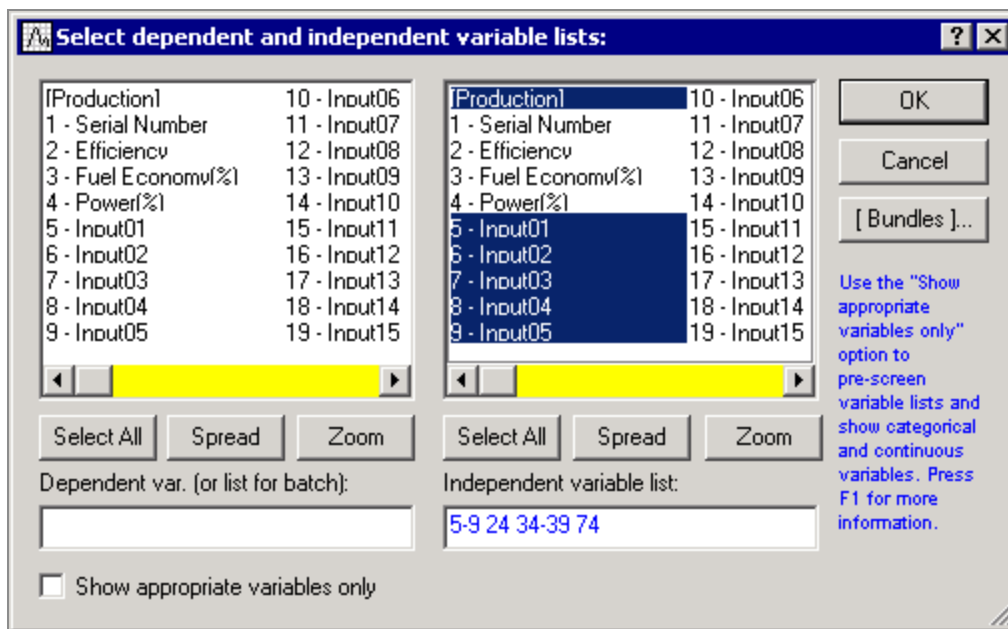 Select dependent and independent variable lists:
[Production]
1 - Serial Number
2 - Efficiency
3 - Fuel Economy(%)
4 - Power(%)
5 - Input01
6 - Input02
7 - Input03
8 - Input04
9 - Input05
10 - Input06
11 - Input07
12 - Input08
13 - Input09
14 - Input10
15 - Input11
16 - Input12
17 - Input13
18 - Input14
19 - Input15
Select All
Spread
Zoom
Dependent var. (or list for batch):
Show appropriate variables only
[Production]
1 - Serial Number
2 - Efficiency
3 - Fuel Economy(%)
4 - Power(%)
5 - Input01
6 - Input02
7 - Input03
8 - Input04
9 - Input05
10 - Input06
11 - Input07
12 - Input08
13 - Input09
14 - Input10
15 - Input11
16 - Input12
17 - Input13
18 - Input14
19 - Input15
Select All
Spread
Zoom
Independent variable list:
5-9 24 34-39 74
OK
Cancel
[ Bundles ]...
Use the "Show
appropriate
variables only"
option to
pre-screen
variable lists and
show categorical
and continuous
variables. Press
F1 for more
information.